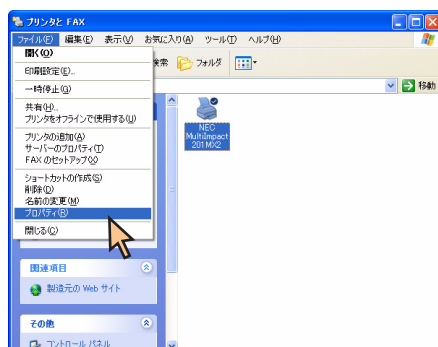 プリンタと FAX
ファイル(F) 編集(E) 表示(V) お気に入り(A) ツール(T) ヘルプ(H)
開く(O)
印刷設定(E)...
検索 フォルダ
一時停止(G)
移動
共有(H)...
プリンタをオフラインで使用する(U)
プリンタの追加(A)
サーバーのプロパティ(T)
FAX のセットアップ(X)
ショートカットの作成(S)
削除(D)
名前の変更(M)
プロパティ(R)
閉じる(C)
NEC
MultiImpact
201MX2
関連項目
製造元の Web サイト
その他
コントロール パネル